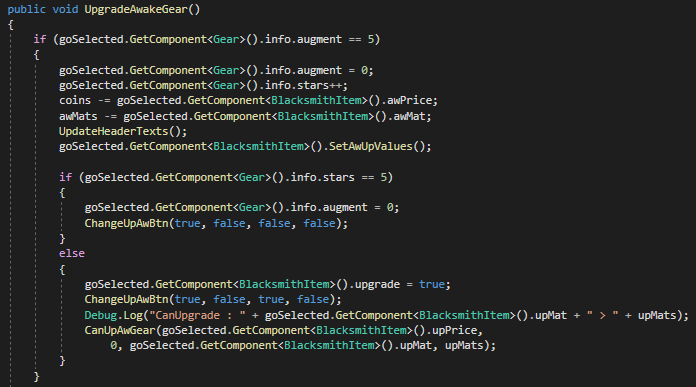 public void UpgradeAwakeGear()
{
if (goSelected.GetComponent<Gear>().info.augment == 5)
{
goSelected.GetComponent<Gear>().info.augment = 0;
goSelected.GetComponent<Gear>().info.stars++;
coins -= goSelected.GetComponent<BlacksmithItem>().awPrice;
awMats -= goSelected.GetComponent<BlacksmithItem>().awMat;
UpdateHeaderTexts();
goSelected.GetComponent<BlacksmithItem>().SetAwUpValues();
if (goSelected.GetComponent<Gear>().info.stars == 5)
{
goSelected.GetComponent<Gear>().info.augment = 0;
ChangeUpAwBtn(true, false, false, false);
}
else
{
goSelected.GetComponent<BlacksmithItem>().upgrade = true;
ChangeUpAwBtn(true, false, true, false);
Debug.Log("CanUpgrade : " + goSelected.GetComponent<BlacksmithItem>().upMat + " > " + upMats);
CanUpAwGear(goSelected.GetComponent<BlacksmithItem>().upPrice,
0, goSelected.GetComponent<BlacksmithItem>().upMat, upMats);
}
}